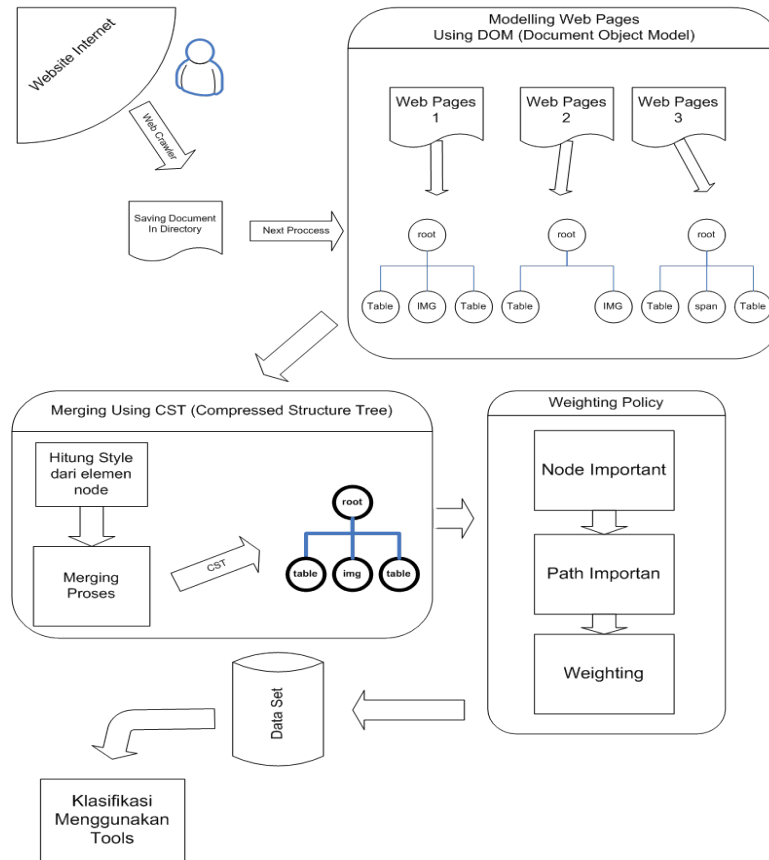 Website Internet
Web Crawler
Saving Document
In Directory
Next Proccess
Modelling Web Pages
Using DOM (Document Object Model)
Web Pages
1
Web Pages
2
Web Pages
3
root
Table
IMG
Table
root
Table
IMG
root
Table
span
Table
Merging Using CST (Compressed Structure Tree)
Hitung Style
dari elemen
node
Merging
Proses
CST
root
table
img
table
Weighting Policy
Node Important
Path Importan
Weighting
Data Set
Klasifikasi
Menggunakan
Tools